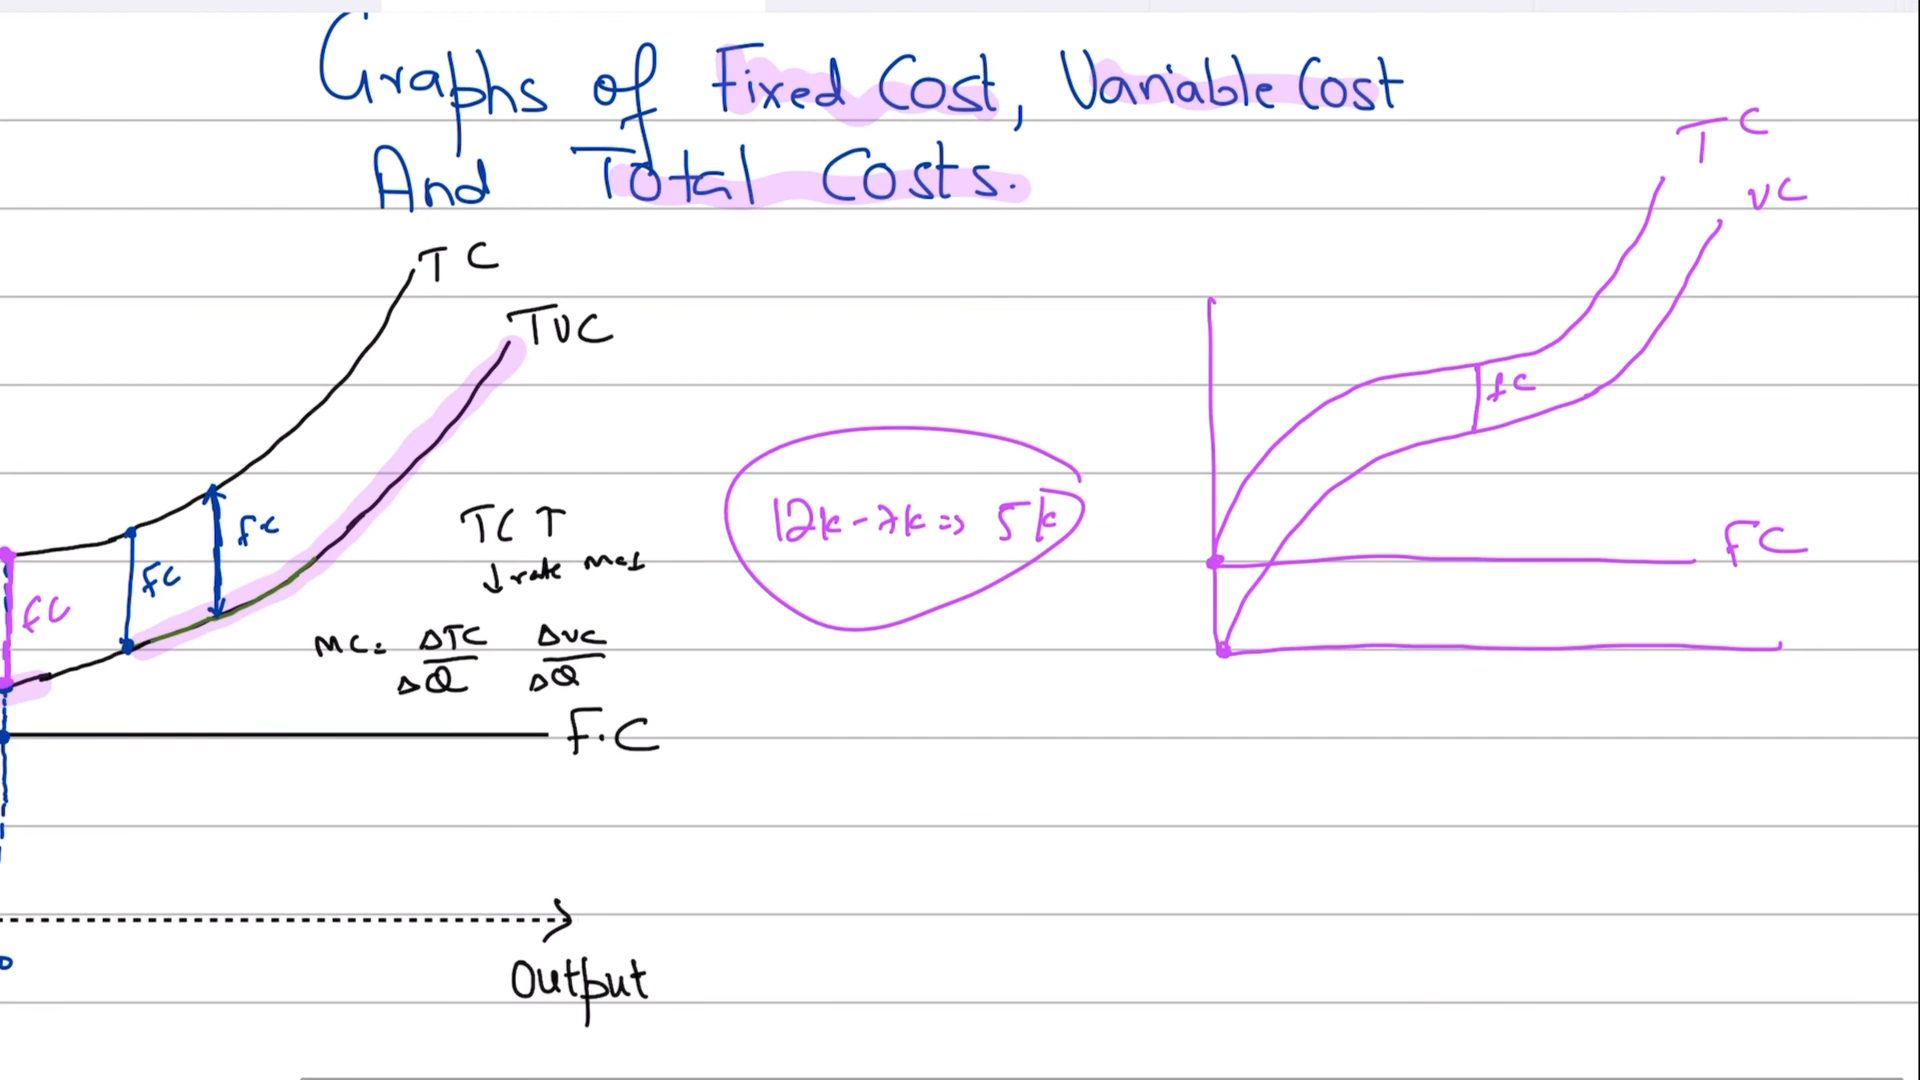 Graphs of Fixed Cost, Variable Cost
And Total Costs.
TC
TVC
TC
VC
FC
FC
FC
FC
TC ↑
↓ rate
12k - 7k => 5k
FC
MC = ΔTC/ΔQ ΔVC/ΔQ
F.C
Output